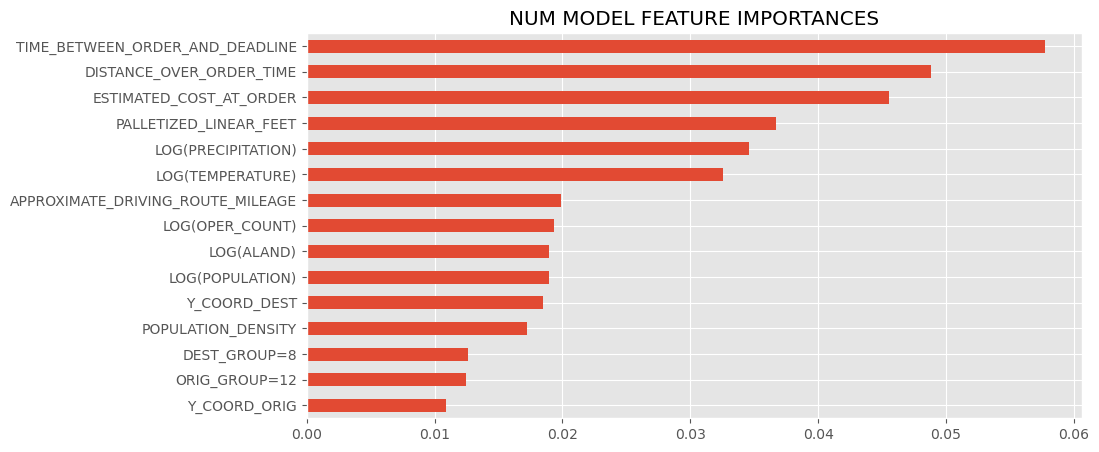 NUM MODEL FEATURE IMPORTANCES
TIME_BETWEEN_ORDER_AND_DEADLINE
DISTANCE_OVER_ORDER_TIME
ESTIMATED_COST_AT_ORDER
PALLETIZED_LINEAR_FEET
LOG(PRECIPITATION)
LOG(TEMPERATURE)
APPROXIMATE_DRIVING_ROUTE_MILEAGE
LOG(OPER_COUNT)
LOG(ALAND)
LOG(POPULATION)
Y_COORD_DEST
POPULATION_DENSITY
DEST_GROUP=8
ORIG_GROUP=12
Y_COORD_ORIG
0.00 0.01 0.02 0.03 0.04 0.05 0.06